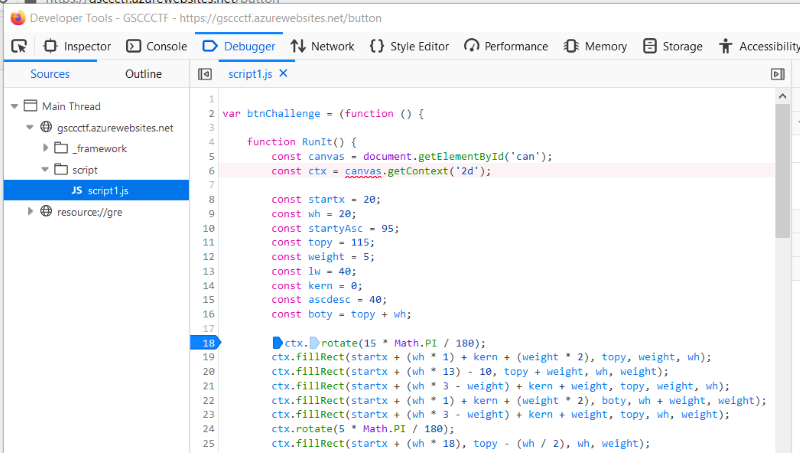 https://gsccctf.azurewebsites.net/button
Developer Tools - GSCCCTF - https://gsccctf.azurewebsites.net/button
Inspector Console Debugger Network Style Editor Performance Memory Storage Accessibility
Sources Outline script1.js
Main Thread
gsccctf.azurewebsites.net
_framework
script
JS script1.js
resource://gre
1
2 var btnChallenge = (function () {
3
4 function RunIt() {
5 const canvas = document.getElementById('can');
6 const ctx = canvas.getContext('2d');
7
8 const startx = 20;
9 const wh = 20;
10 const startyAsc = 95;
11 const topy = 115;
12 const weight = 5;
13 const lw = 40;
14 const kern = 0;
15 const ascdesc = 40;
16 const boty = topy + wh;
17
18 ctx.rotate(15 * Math.PI / 180);
19 ctx.fillRect(startx + (wh * 1) + kern + (weight * 2), topy, weight, wh);
20 ctx.fillRect(startx + (wh * 13) - 10, topy + weight, wh, weight);
21 ctx.fillRect(startx + (wh * 3 - weight) + kern + weight, topy, weight, wh);
22 ctx.fillRect(startx + (wh * 1) + kern + (weight * 2), boty, wh + weight, weight);
23 ctx.fillRect(startx + (wh * 3 - weight) + kern + weight, topy, wh, weight);
24 ctx.rotate(5 * Math.PI / 180);
25 ctx.fillRect(startx + (wh * 18), topy - (wh / 2), wh, weight);